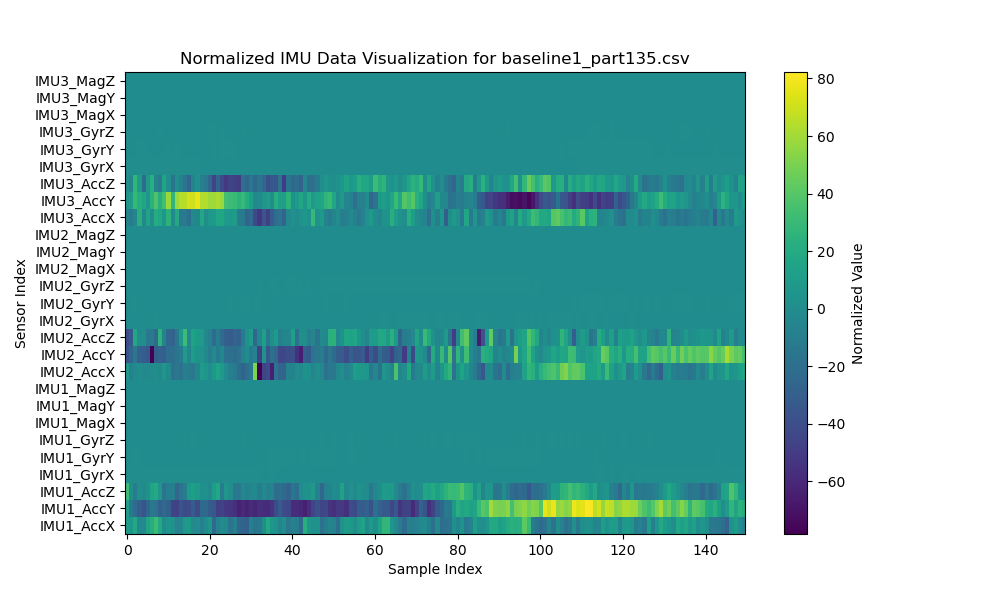 Normalized IMU Data Visualization for baseline1_part135.csv
IMU3_MagZ
IMU3_MagY
IMU3_MagX
IMU3_GyrZ
IMU3_GyrY
IMU3_GyrX
IMU3_AccZ
IMU3_AccY
IMU3_AccX
IMU2_MagZ
IMU2_MagY
IMU2_MagX
IMU2_GyrZ
IMU2_GyrY
IMU2_GyrX
IMU2_AccZ
IMU2_AccY
IMU2_AccX
IMU1_MagZ
IMU1_MagY
IMU1_MagX
IMU1_GyrZ
IMU1_GyrY
IMU1_GyrX
IMU1_AccZ
IMU1_AccY
IMU1_AccX
Sensor Index
0 20 40 60 80 100 120 140
Sample Index
80
60
40
20
0
−20
−40
−60
Normalized Value